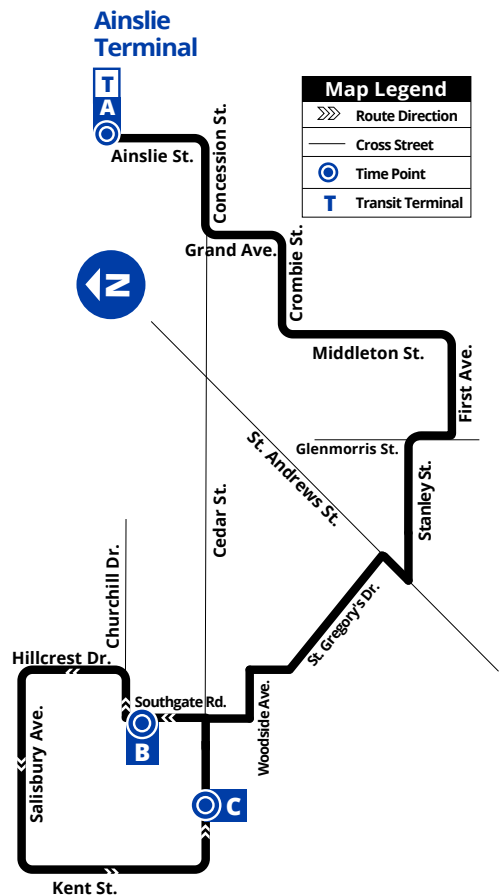 Ainslie
Terminal
T
A
Ainslie St.
Concession St.
Map Legend
Route Direction
Cross Street
Time Point
T Transit Terminal
Grand Ave.
Crombie St.
N
Middleton St.
First Ave.
Glenmorris St.
St. Andrews St.
Stanley St.
Cedar St.
Churchill Dr.
St. Gregory's Dr.
Hillcrest Dr.
Southgate Rd.
Woodside Ave.
Salisbury Ave.
B
C
Kent St.